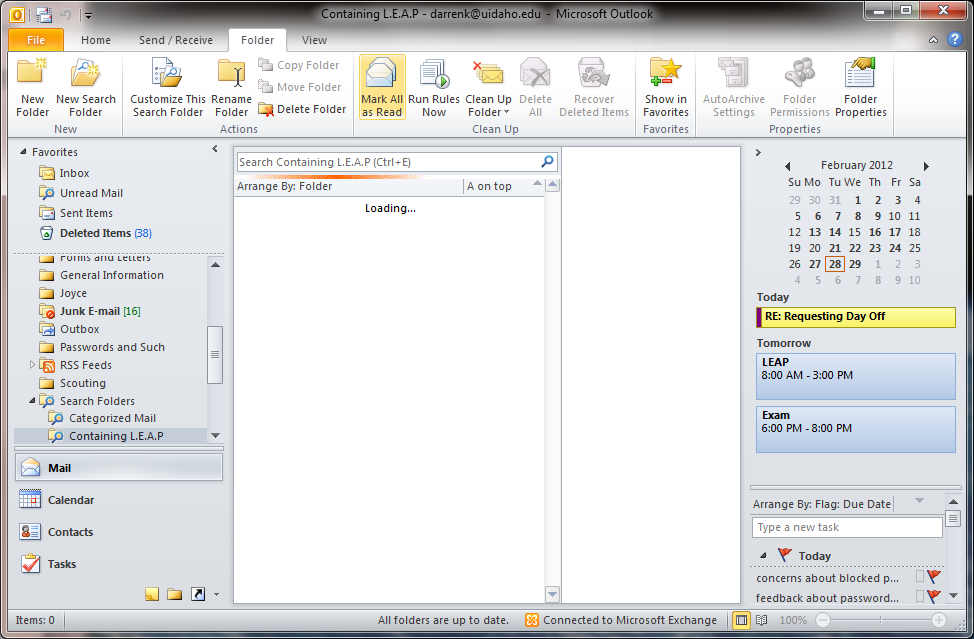 Containing L.E.A.P - darrenk@uidaho.edu - Microsoft Outlook
File Home Send / Receive Folder View
New Folder
New Search Folder
New
Customize This Search Folder
Rename Folder
Copy Folder
Move Folder
Delete Folder
Actions
Mark All as Read
Run Rules Now
Clean Up Folder
Delete All
Recover Deleted Items
Clean Up
Show in Favorites
Favorites
AutoArchive Settings
Folder Permissions
Folder Properties
Properties
Favorites
Inbox
Unread Mail
Sent Items
Deleted Items (38)
Forms and Letters
General Information
Joyce
Junk E-mail [16]
Outbox
Passwords and Such
RSS Feeds
Scouting
Search Folders
Categorized Mail
Containing L.E.A.P
Mail
Calendar
Contacts
Tasks
Search Containing L.E.A.P (Ctrl+E)
Arrange By: Folder A on top
Loading...
February 2012
Su Mo Tu We Th Fr Sa
29 30 31 1 2 3 4
5 6 7 8 9 10 11
12 13 14 15 16 17 18
19 20 21 22 23 24 25
26 27 28 29 1 2 3
4 5 6 7 8 9 10
Today
RE: Requesting Day Off
Tomorrow
LEAP
8:00 AM - 3:00 PM
Exam
6:00 PM - 8:00 PM
Arrange By: Flag: Due Date
Type a new task
Today
concerns about blocked p...
feedback about password...
Items: 0 All folders are up to date. Connected to Microsoft Exchange 100%